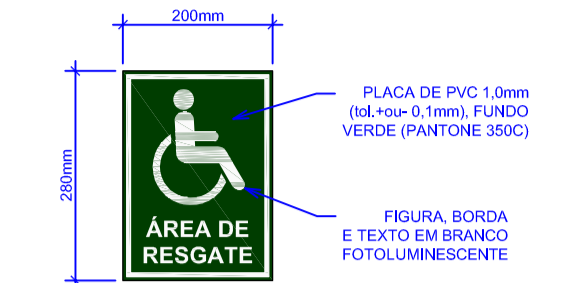 200mm
280mm
PLACA DE PVC 1,0mm
(tol.+ou- 0,1mm), FUNDO
VERDE (PANTONE 350C)
ÁREA DE
RESGATE
FIGURA, BORDA
E TEXTO EM BRANCO
FOTOLUMINESCENTE